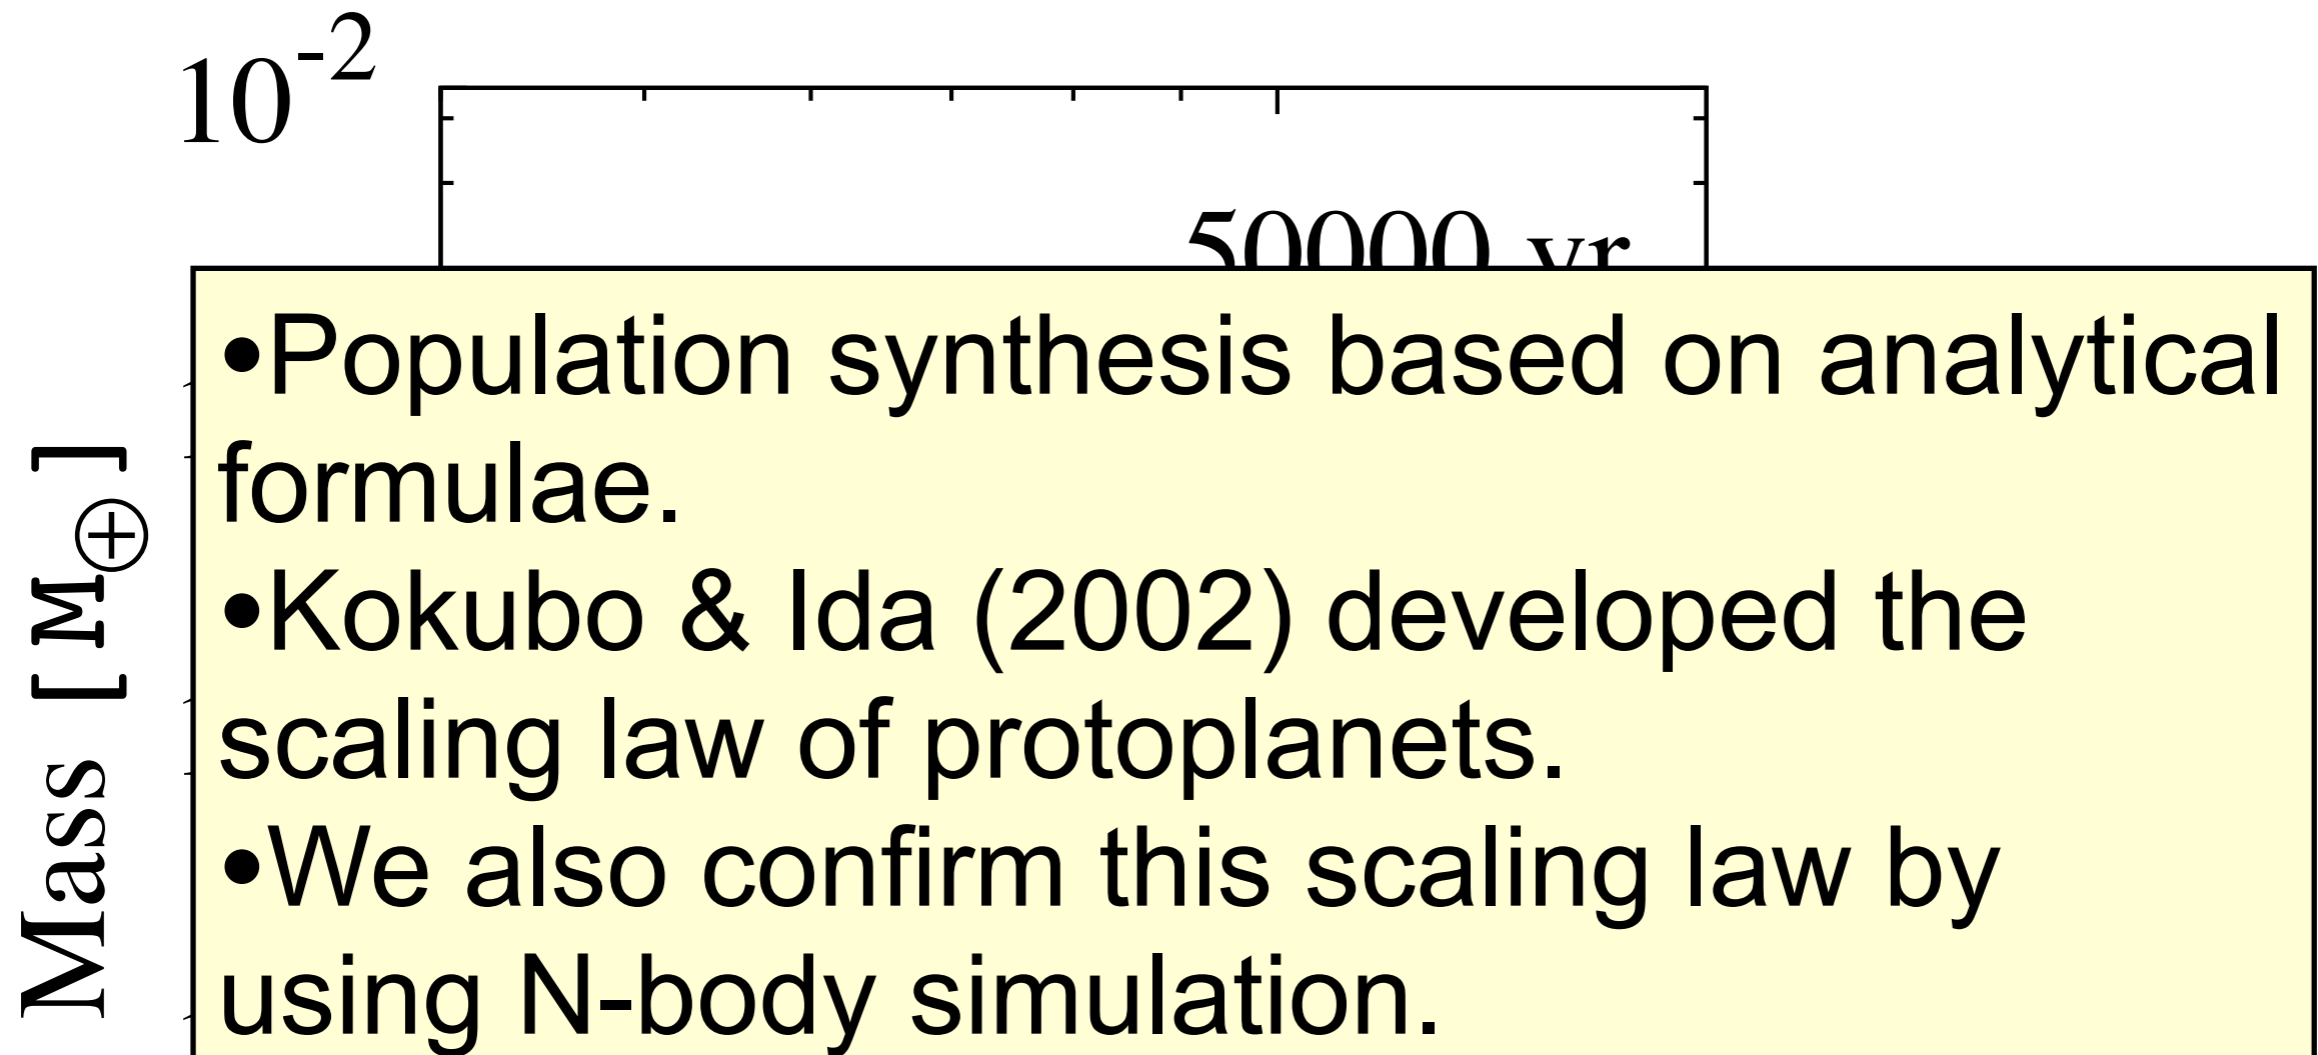 10^-2
50000 yr
Mass [M⊕]
•Population synthesis based on analytical
formulae.
•Kokubo & Ida (2002) developed the
scaling law of protoplanets.
•We also confirm this scaling law by
using N-body simulation.